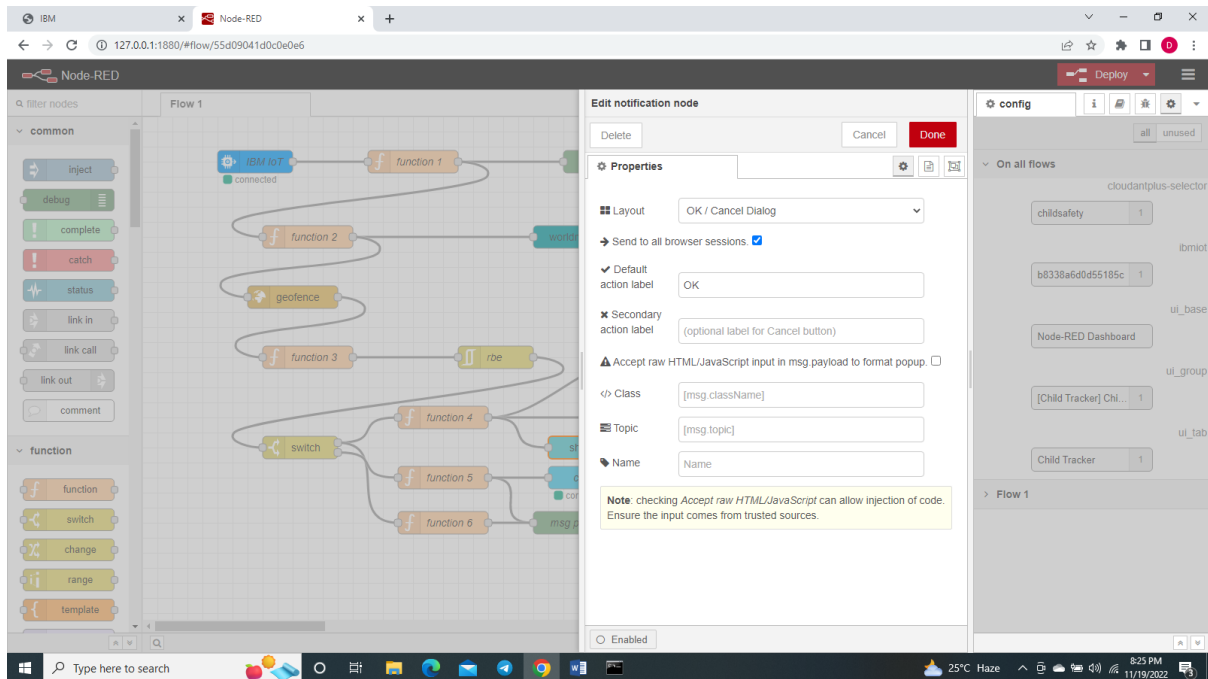 IBM
Node-RED
127.0.0.1:1880/#flow/55d09041d0c0e0e6
D
Node-RED
Deploy
filter nodes
common
inject
debug
complete
catch
status
link in
link call
link out
comment
function
function
switch
change
range
template
Flow 1
IBM IoT
connected
function 1
function 2
geofence
function 3
rbe
switch
function 4
function 5
function 6
msg
Edit notification node
Delete
Cancel
Done
Properties
Layout
OK / Cancel Dialog
Send to all browser sessions.
Default
action label
OK
Secondary
action label
(optional label for Cancel button)
Accept raw HTML/JavaScript input in msg.payload to format popup.
</> Class
[msg.className]
Topic
[msg.topic]
Name
Name
Note: checking Accept raw HTML/JavaScript can allow injection of code.
Ensure the input comes from trusted sources.
Enabled
config
all unused
On all flows
cloudantplus-selector
childsafety 1
ibmiot
b8338a6d0d55185c 1
ui_base
Node-RED Dashboard
ui_group
[Child Tracker] Chi... 1
ui_tab
Child Tracker 1
Flow 1
Type here to search
25°C Haze
8:25 PM
11/19/2022